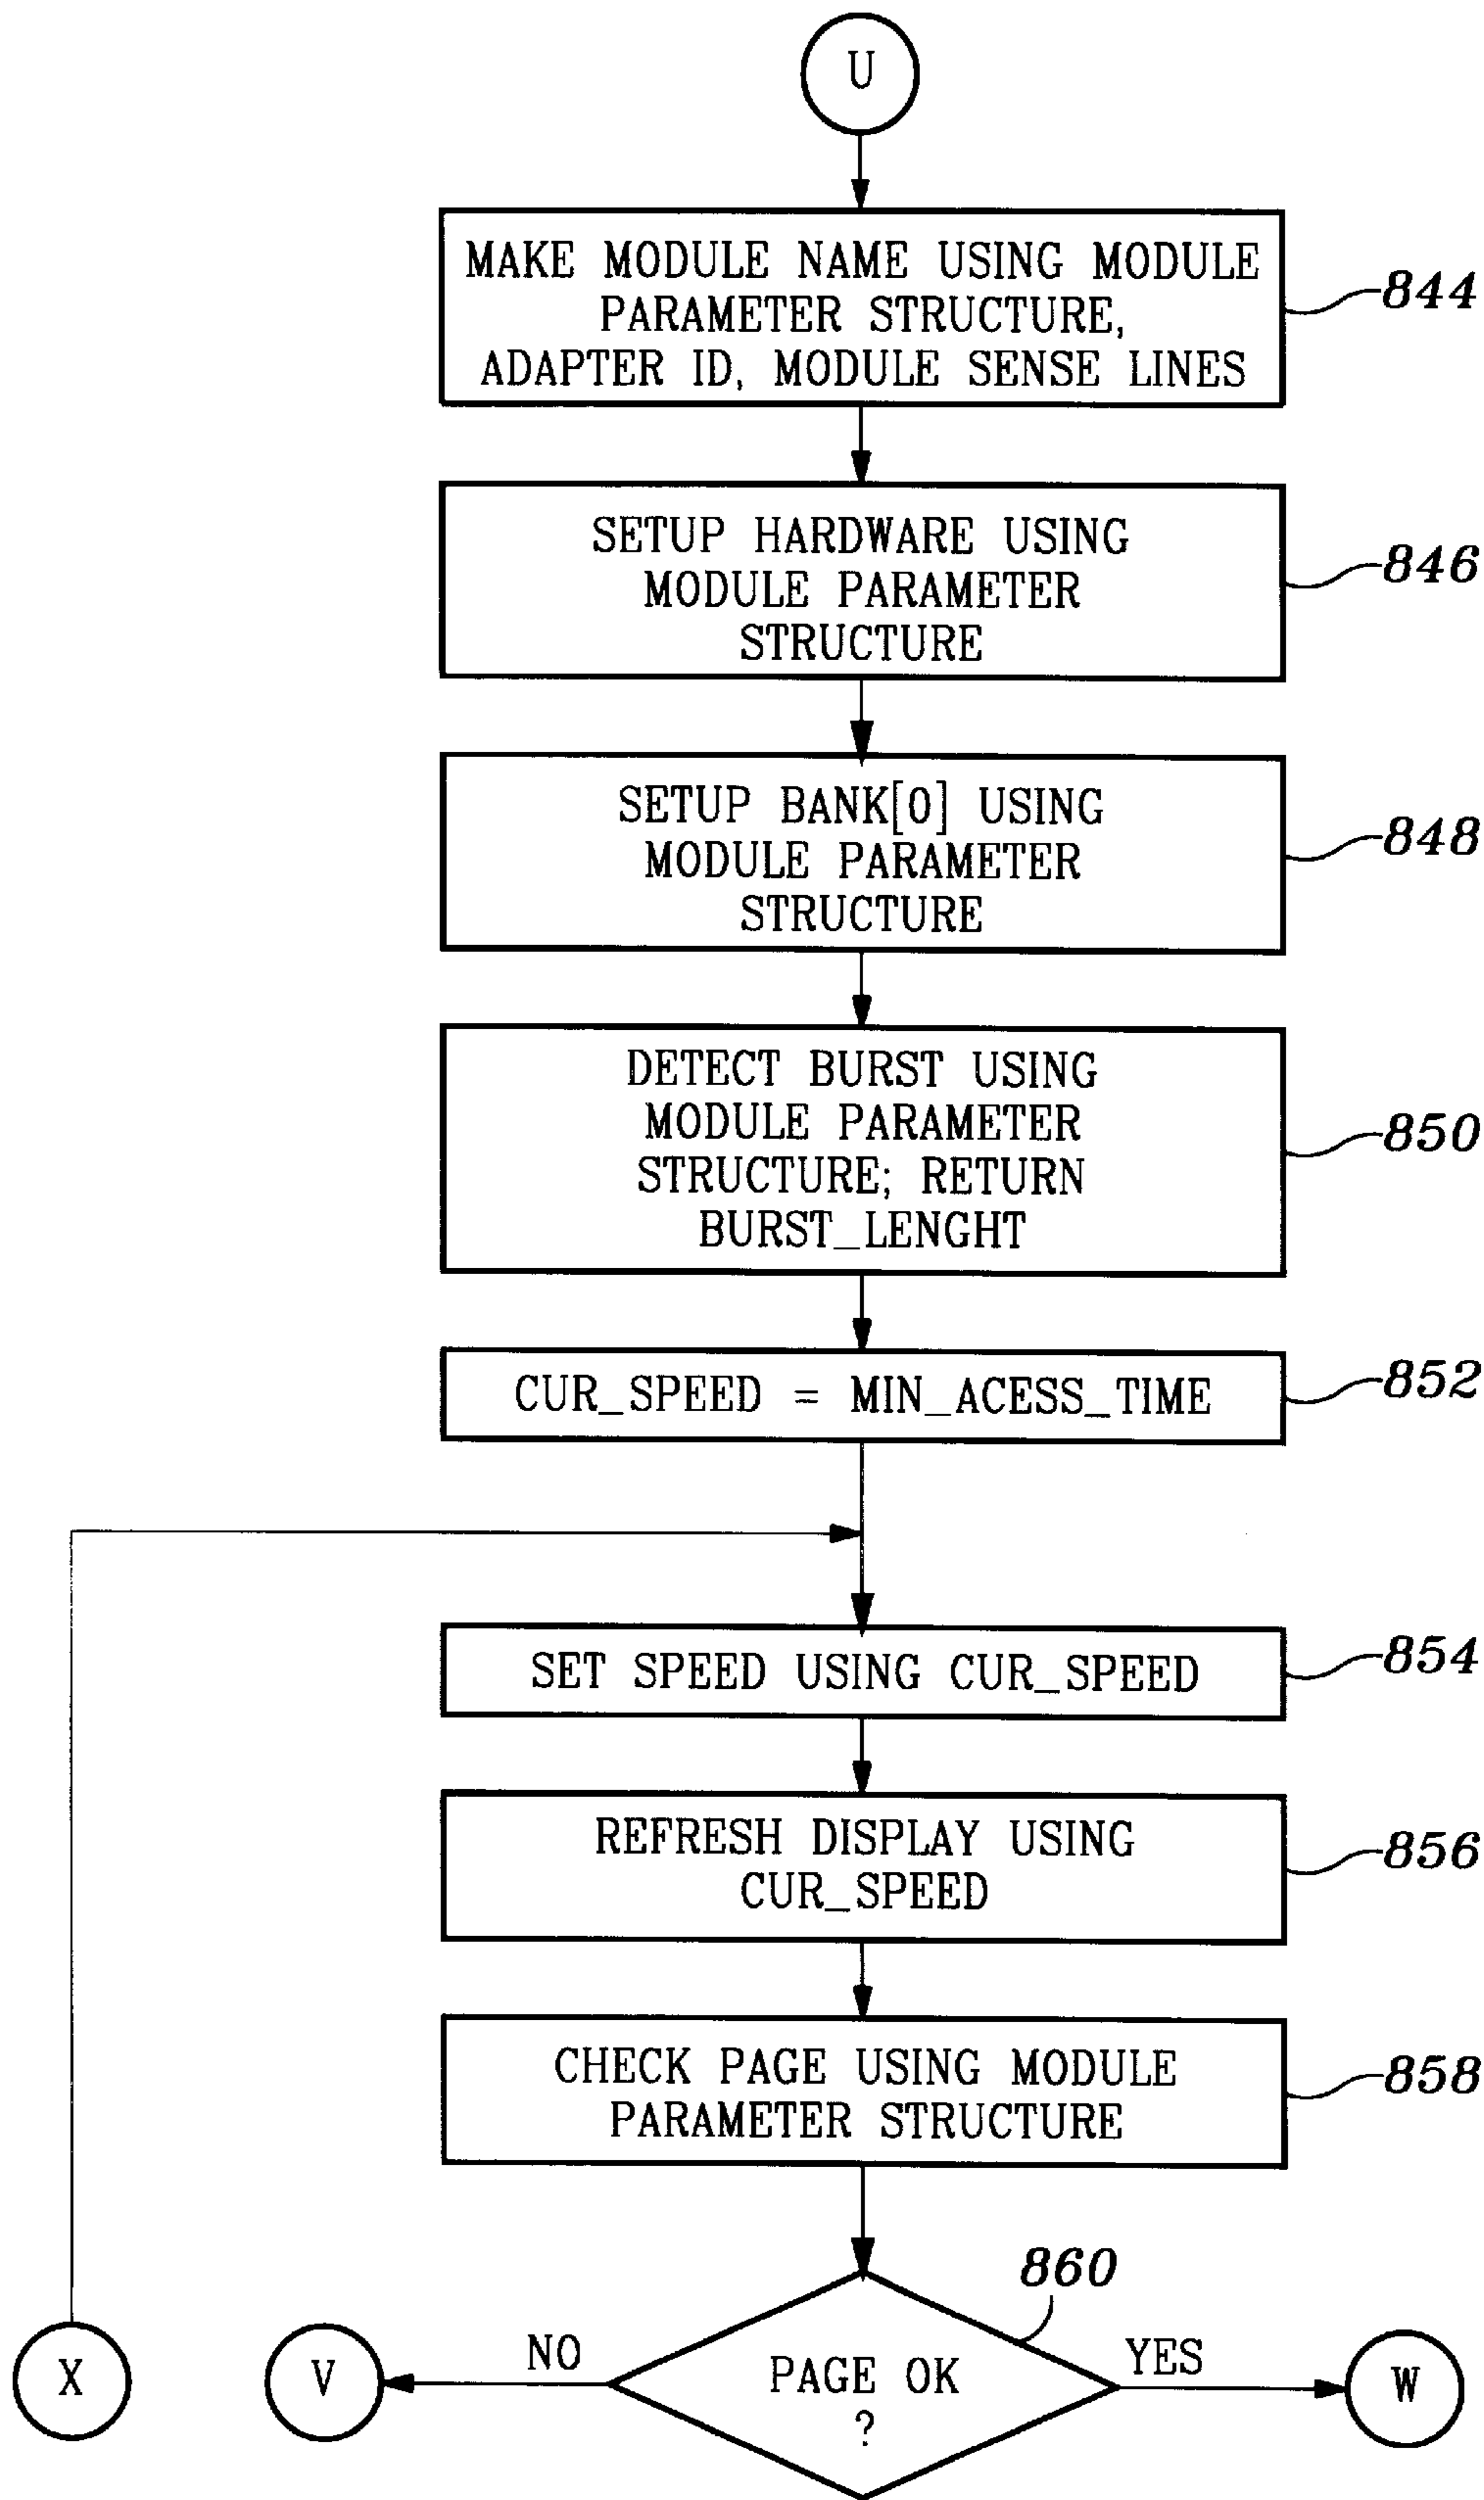 U
MAKE MODULE NAME USING MODULE
PARAMETER STRUCTURE,
ADAPTER ID, MODULE SENSE LINES
844
SETUP HARDWARE USING
MODULE PARAMETER
STRUCTURE
846
SETUP BANK[0] USING
MODULE PARAMETER
STRUCTURE
848
DETECT BURST USING
MODULE PARAMETER
STRUCTURE; RETURN
BURST_LENGHT
850
CUR_SPEED = MIN_ACESS_TIME
852
SET SPEED USING CUR_SPEED
854
REFRESH DISPLAY USING
CUR_SPEED
856
CHECK PAGE USING MODULE
PARAMETER STRUCTURE
858
860
X
V
NO
PAGE OK
?
YES
W